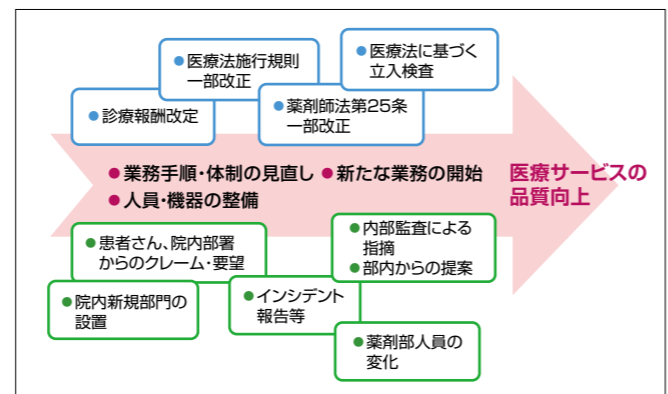 ●医療法施行規則
一部改正
●医療法に基づく
立入検査
●診療報酬改定
●薬剤師法第25条
一部改正
●業務手順・体制の見直し ●新たな業務の開始
●人員・機器の整備
医療サービスの
品質向上
●患者さん、院内部署
からのクレーム・要望
●内部監査による
指摘
●部内からの提案
●院内新規部門の
設置
●インシデント
報告等
●薬剤部人員の
変化